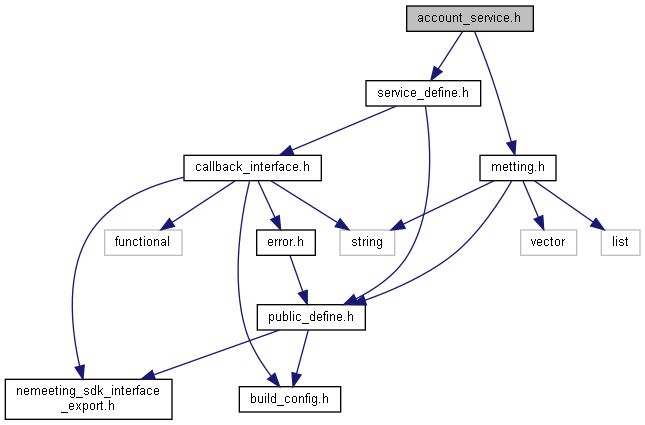 account_service.h
service_define.h
callback_interface.h
metting.h
functional
error.h
string
vector
list
public_define.h
nemeeting_sdk_interface
_export.h
build_config.h